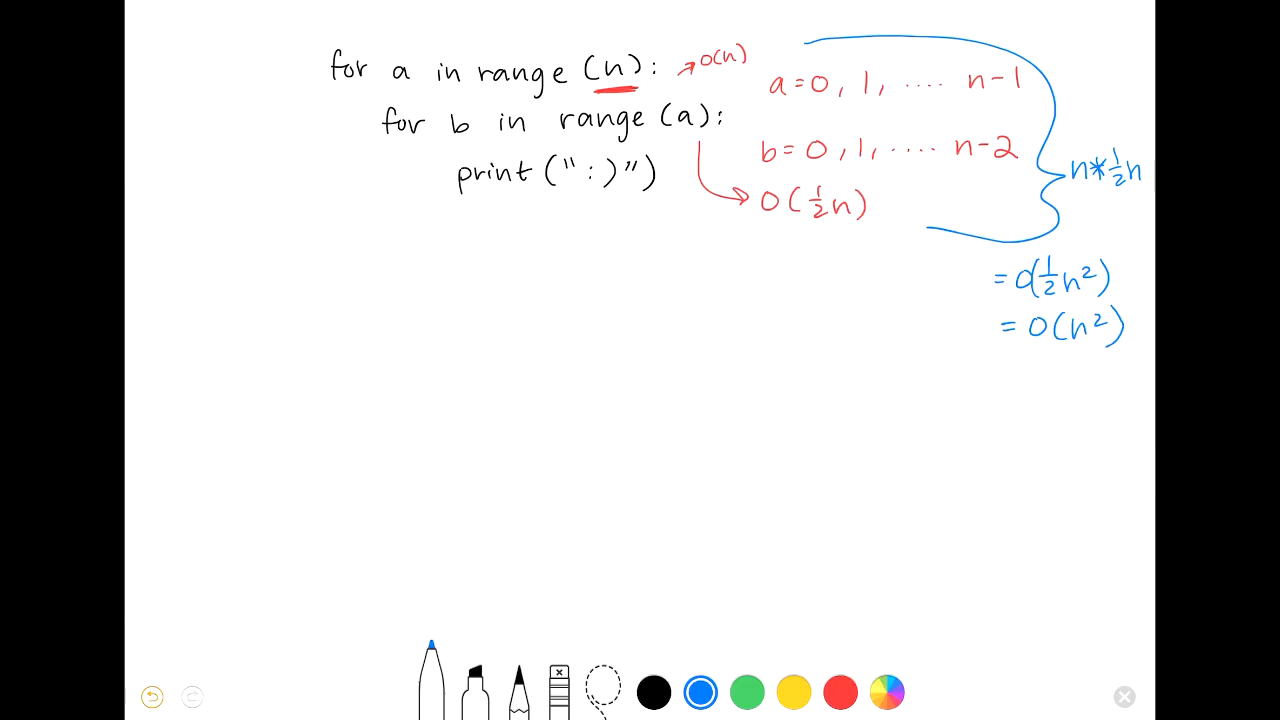 for a in range (n): → O(n)
for b in range (a):
print (" : ) ")
a = 0, 1, .... n-1
b = 0, 1, .... n-2
O(½n)
n*½n
= O(½n²)
= O(n²)